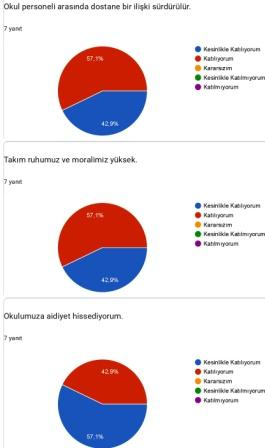 Okul personeli arasında dostane bir ilişki sürdürülür.
7 yanıt
57,1%
42,9%
Kesinlikle Katılıyorum
Katılıyorum
Kararsızım
Kesinlikle Katılmıyorum
Katılmıyorum
Takım ruhumuz ve moralimiz yüksek.
7 yanıt
57,1%
42,9%
Kesinlikle Katılıyorum
Katılıyorum
Kararsızım
Kesinlikle Katılmıyorum
Katılmıyorum
Okulumuza aidiyet hissediyorum.
7 yanıt
42,9%
57,1%
Kesinlikle Katılıyorum
Katılıyorum
Kararsızım
Kesinlikle Katılmıyorum
Katılmıyorum